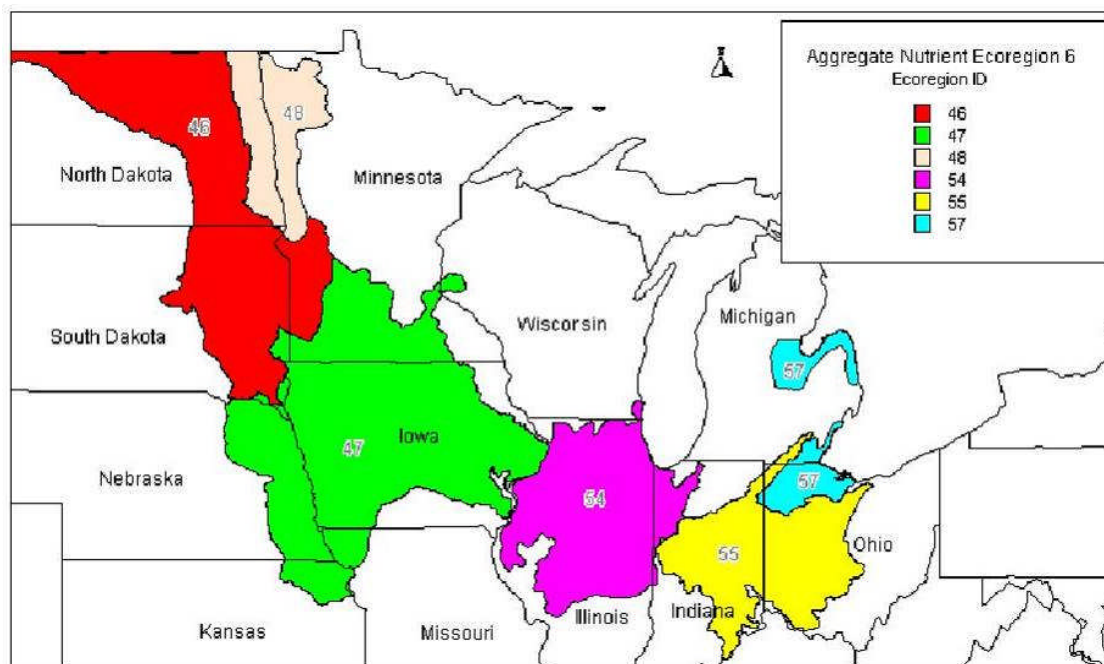 Aggregate Nutrient Ecoregion 6
Ecoregion ID
46
47
48
54
55
57
46
48
North Dakota
Minnesota
South Dakota
Wisconsin
Michigan
57
47
Iowa
Nebraska
54
57
55
Ohio
Illinois
Indiana
Kansas
Missouri